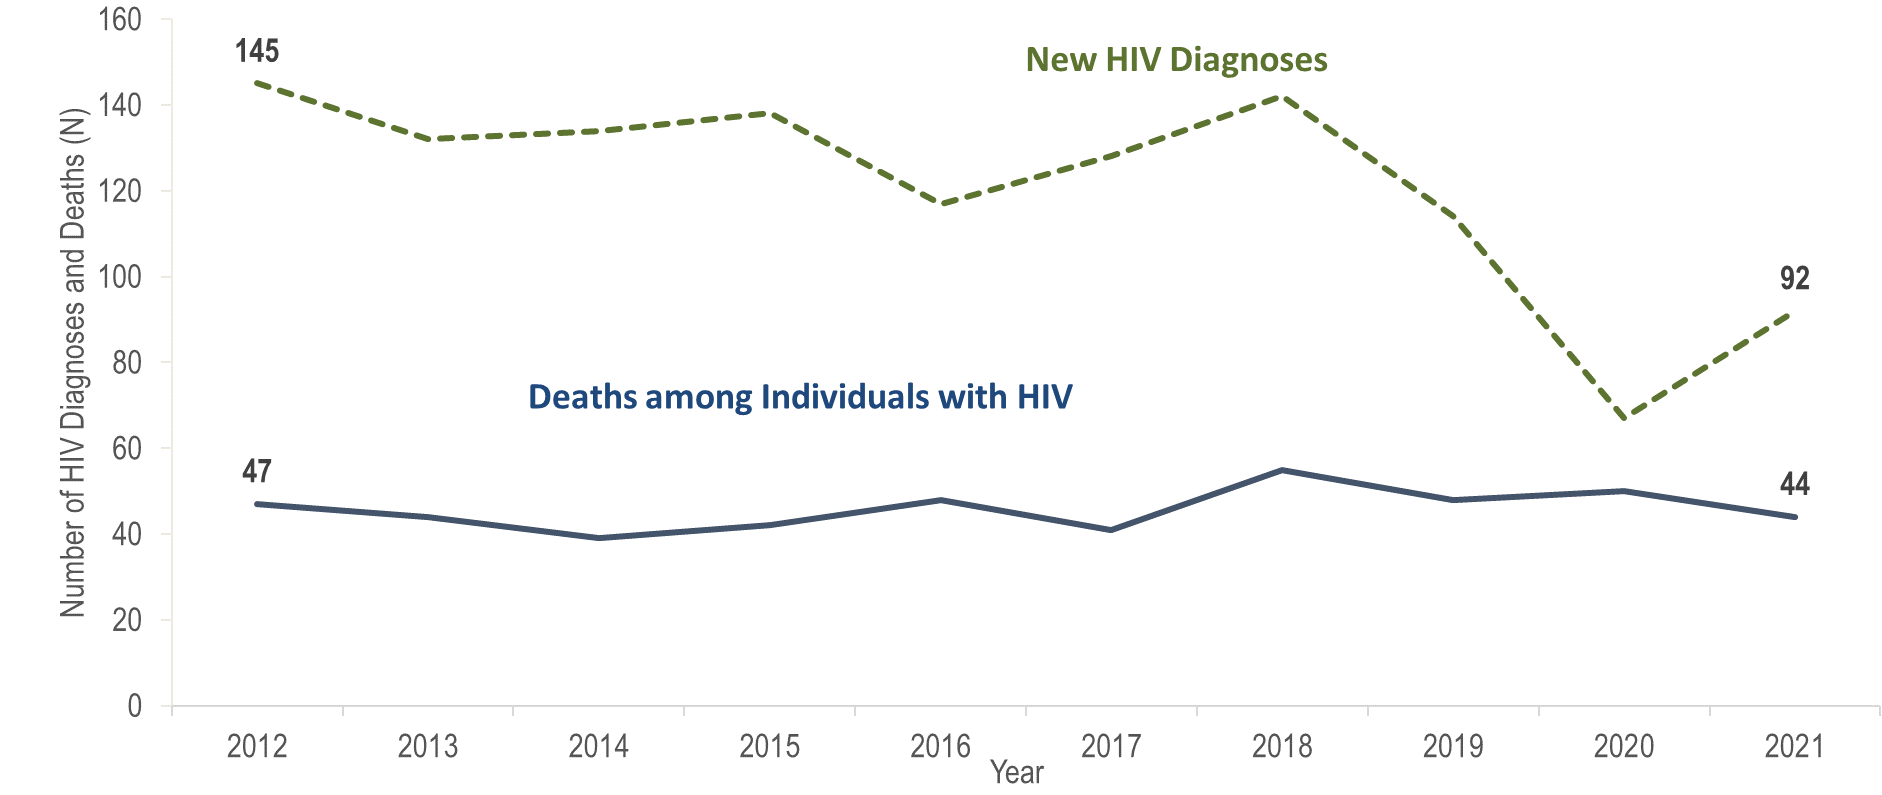 160
145
New HIV Diagnoses
140
120
100
92
80
Deaths among Individuals with HIV
60
47
44
40
20
0
Number of HIV Diagnoses and Deaths (N)
2012 2013 2014 2015 2016 2017 2018 2019 2020 2021
Year